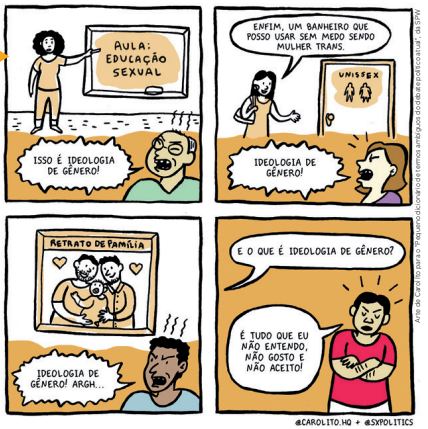 AULA:
EDUCAÇÃO
SEXUAL
ISSO É IDEOLOGIA
DE GÊNERO!
ENFIM, UM BANHEIRO QUE
POSSO USAR SEM MEDO SENDO
MULHER TRANS.
UNISSEX
IDEOLOGIA DE
GÊNERO!
RETRATO DE FAMÍLIA
IDEOLOGIA DE
GÊNERO! ARGH...
E O QUE É IDEOLOGIA DE GÊNERO?
É TUDO QUE EU
NÃO ENTENDO,
NÃO GOSTO E
NÃO ACEITO!
@CAROLITO.HQ + @SXPOLITICS
Arte de Carolito para o "Pequeno dicionário de termos ambíguos do debate político atual", da SPW